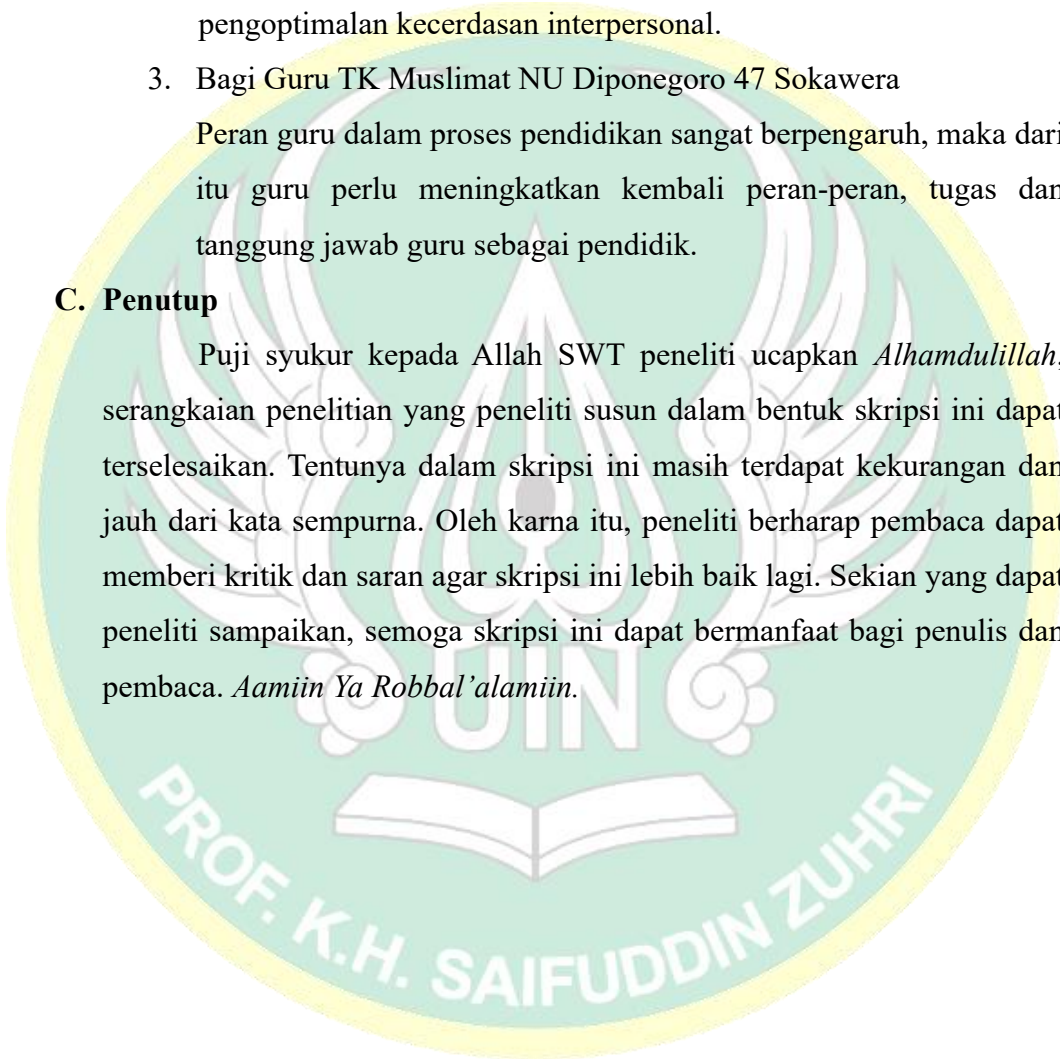 pengoptimalan kecerdasan interpersonal.
3. Bagi Guru TK Muslimat NU Diponegoro 47 Sokawera
Peran guru dalam proses pendidikan sangat berpengaruh, maka dari
itu guru perlu meningkatkan kembali peran-peran, tugas dan
tanggung jawab guru sebagai pendidik.
C. Penutup
Puji syukur kepada Allah SWT peneliti ucapkan Alhamdulillah,
serangkaian penelitian yang peneliti susun dalam bentuk skripsi ini dapat
terselesaikan. Tentunya dalam skripsi ini masih terdapat kekurangan dan
jauh dari kata sempurna. Oleh karna itu, peneliti berharap pembaca dapat
memberi kritik dan saran agar skripsi ini lebih baik lagi. Sekian yang dapat
peneliti sampaikan, semoga skripsi ini dapat bermanfaat bagi penulis dan
pembaca. Aamiin Ya Robbal’alamiin.
UIN
PROF. K.H. SAIFUDDIN ZUHRI